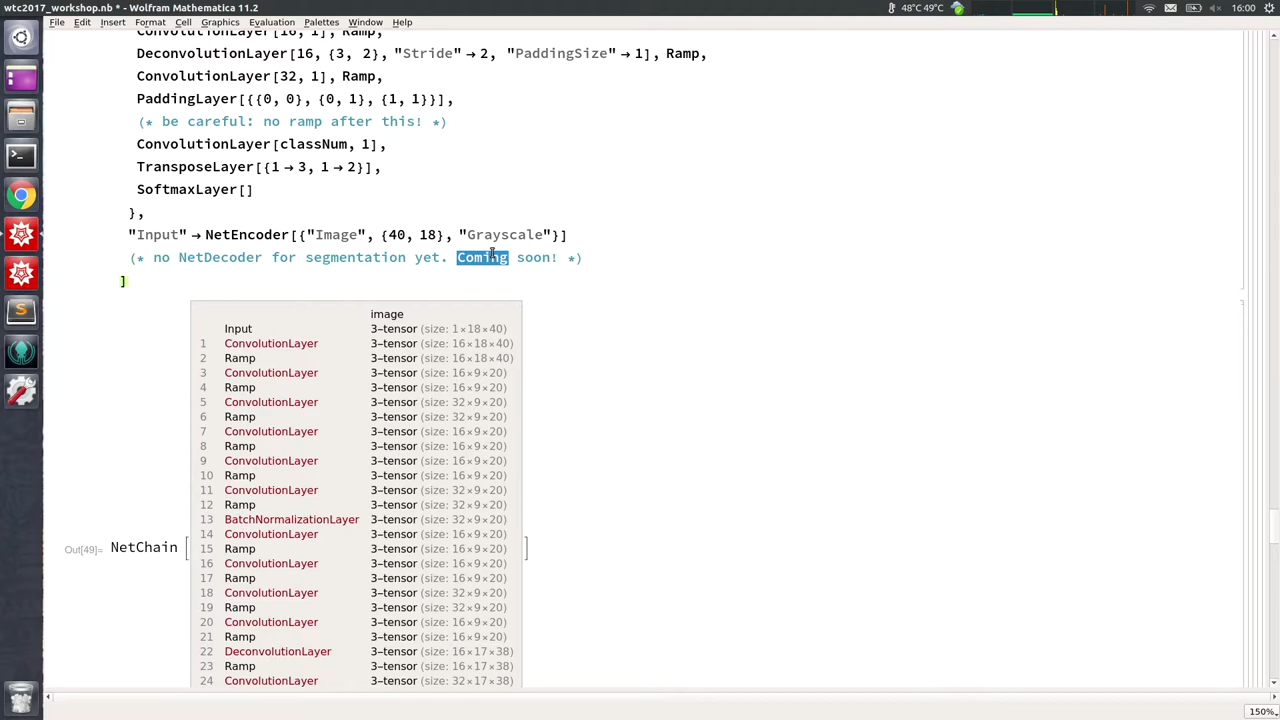 wtc2017_workshop.nb * - Wolfram Mathematica 11.2
48°C 49°C
16:00
File Edit Insert Format Cell Graphics Evaluation Palettes Window Help
ConvolutionLayer[16, 1], Ramp,
DeconvolutionLayer[16, {3, 2}, "Stride" → 2, "PaddingSize" → 1], Ramp,
ConvolutionLayer[32, 1], Ramp,
PaddingLayer[{{0, 0}, {0, 1}, {1, 1}}],
(* be careful: no ramp after this! *)
ConvolutionLayer[classNum, 1],
TransposeLayer[{1 → 3, 1 → 2}],
SoftmaxLayer[]
},
"Input" → NetEncoder[{"Image", {40, 18}, "Grayscale"}]
(* no NetDecoder for segmentation yet. Coming soon! *)
]
image
Input 3-tensor (size: 1×18×40)
1 ConvolutionLayer 3-tensor (size: 16×18×40)
2 Ramp 3-tensor (size: 16×18×40)
3 ConvolutionLayer 3-tensor (size: 16×9×20)
4 Ramp 3-tensor (size: 16×9×20)
5 ConvolutionLayer 3-tensor (size: 32×9×20)
6 Ramp 3-tensor (size: 32×9×20)
7 ConvolutionLayer 3-tensor (size: 16×9×20)
8 Ramp 3-tensor (size: 16×9×20)
9 ConvolutionLayer 3-tensor (size: 16×9×20)
10 Ramp 3-tensor (size: 16×9×20)
11 ConvolutionLayer 3-tensor (size: 32×9×20)
12 Ramp 3-tensor (size: 32×9×20)
13 BatchNormalizationLayer 3-tensor (size: 32×9×20)
14 ConvolutionLayer 3-tensor (size: 16×9×20)
Out[49]= NetChain [ ]
15 Ramp 3-tensor (size: 16×9×20)
16 ConvolutionLayer 3-tensor (size: 16×9×20)
17 Ramp 3-tensor (size: 16×9×20)
18 ConvolutionLayer 3-tensor (size: 32×9×20)
19 Ramp 3-tensor (size: 32×9×20)
20 ConvolutionLayer 3-tensor (size: 16×9×20)
21 Ramp 3-tensor (size: 16×9×20)
22 DeconvolutionLayer 3-tensor (size: 16×17×38)
23 Ramp 3-tensor (size: 16×17×38)
24 ConvolutionLayer 3-tensor (size: 32×17×38)
150%